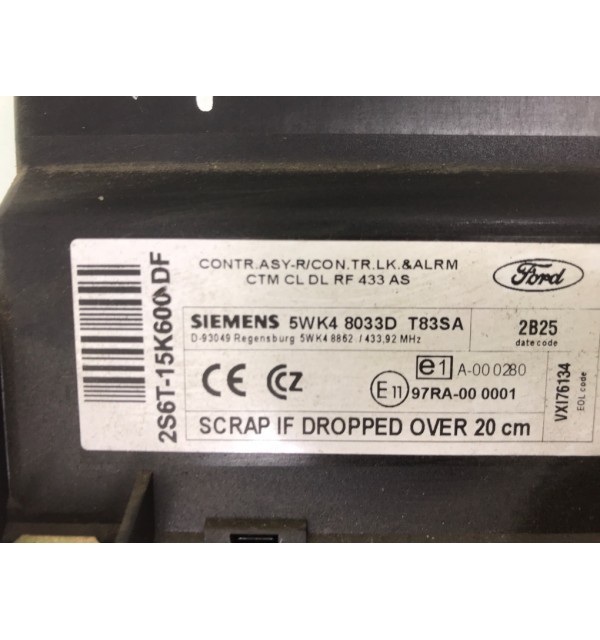 CONTR.ASY-R/CON.TR.LK.&ALRM
CTM CL DL RF 433 AS
Ford
2S6T-15K600-DF
SIEMENS 5WK4 8033D T83SA
D-93049 Regensburg 5WK4 8862 / 433,92 MHz
2B25
datecode
CE CZ
e1 A-00 0280
E11 97RA-00 0001
VXI76134
EOL code
SCRAP IF DROPPED OVER 20 cm